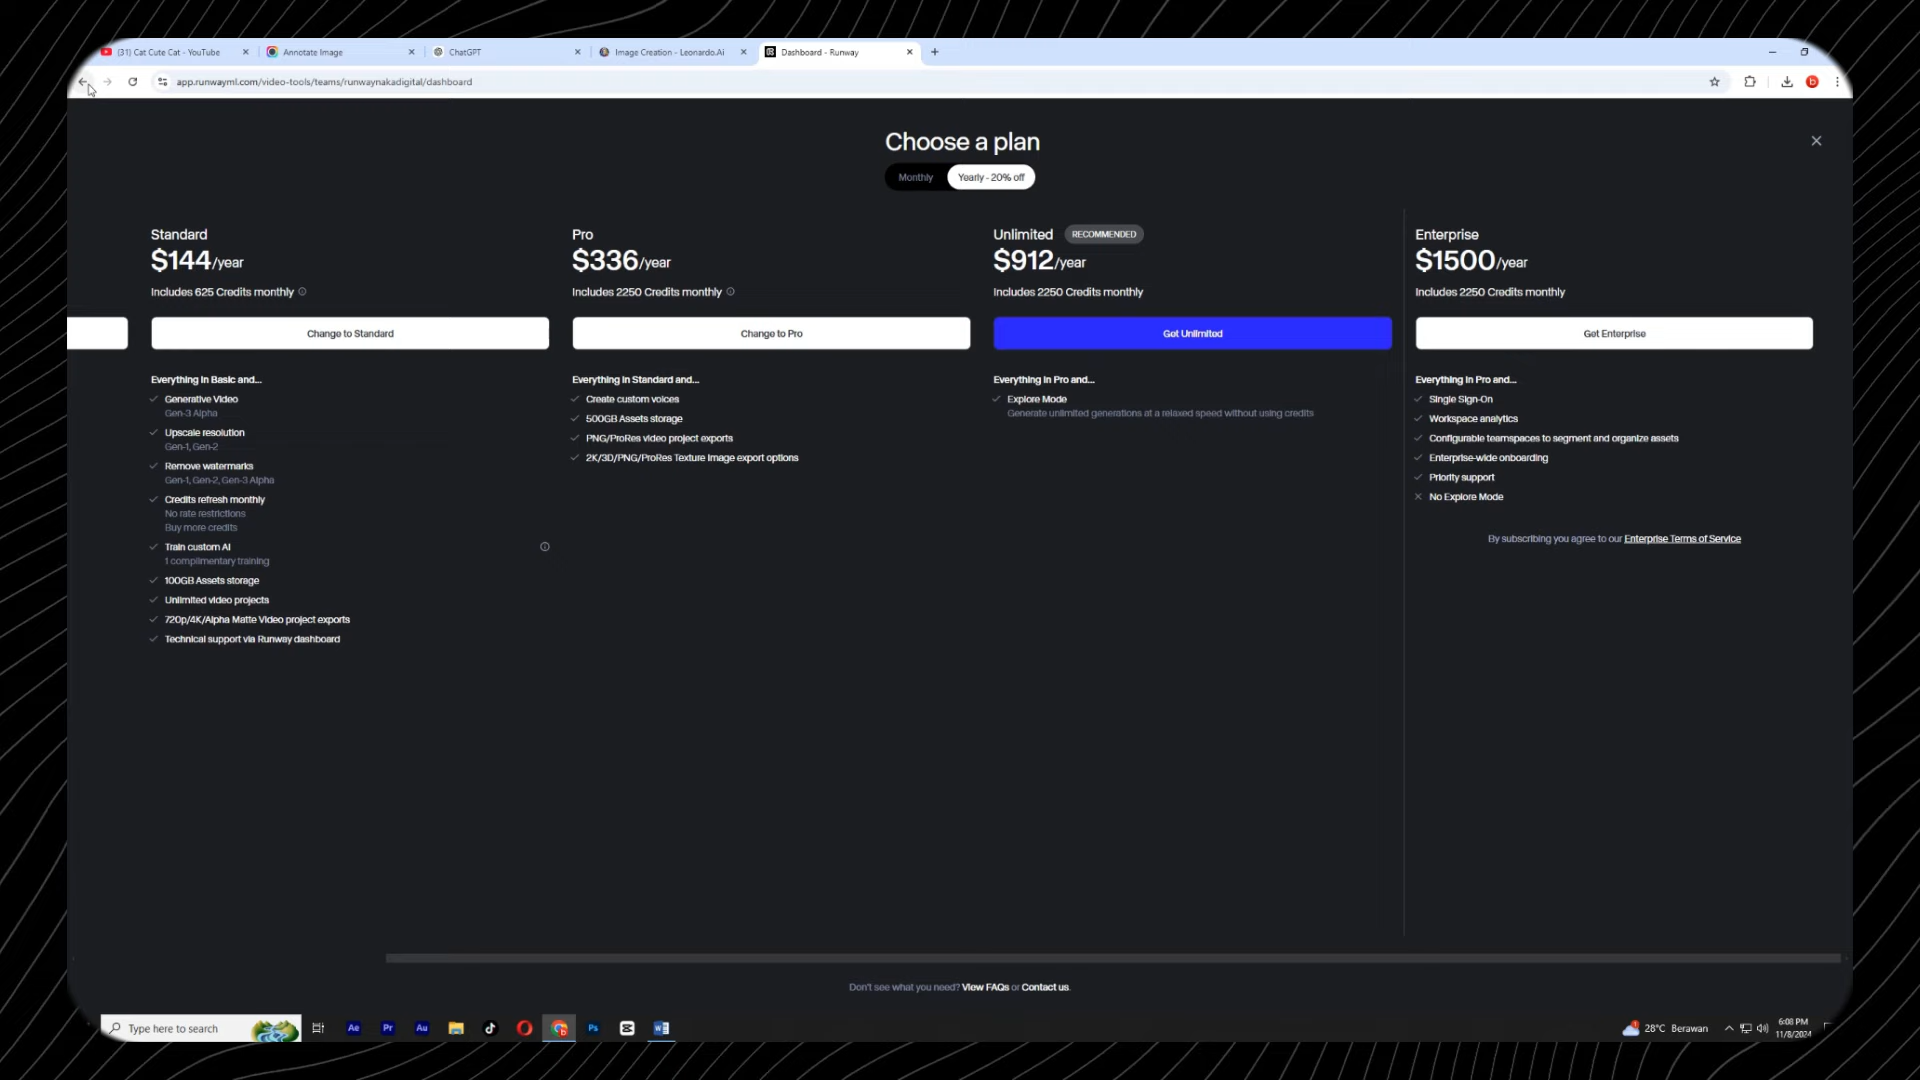 (31) Cat Cute Cat - YouTube
Annotate Image
ChatGPT
Image Creation - Leonardo.Ai
Dashboard - Runway
app.runwayml.com/video-tools/teams/runwaynakadigital/dashboard
Choose a plan
Monthly
Yearly - 20% off
Standard
$144/year
Includes 625 Credits monthly
Change to Standard
Everything in Basic and...
Generative Video
Gen-3 Alpha
Upscale resolution
Gen-1, Gen-2
Remove watermarks
Gen-1, Gen-2, Gen-3 Alpha
Credits refresh monthly
No rate restrictions
Buy more credits
Train custom AI
1 complimentary training
100GB Assets storage
Unlimited video projects
720p/4K/Alpha Matte Video project exports
Technical support via Runway dashboard
Pro
$336/year
Includes 2250 Credits monthly
Change to Pro
Everything in Standard and...
Create custom voices
500GB Assets storage
PNG/ProRes video project exports
2K/3D/PNG/ProRes Texture Image export options
Unlimited RECOMMENDED
$912/year
Includes 2250 Credits monthly
Get Unlimited
Everything in Pro and...
Explore Mode
Generate unlimited generations at a relaxed speed without using credits
Enterprise
$1500/year
Includes 2250 Credits monthly
Get Enterprise
Everything in Pro and...
Single Sign-On
Workspace analytics
Configurable teamspaces to segment and organize assets
Enterprise-wide onboarding
Priority support
No Explore Mode
By subscribing you agree to our Enterprise Terms of Service
Don't see what you need? View FAQs or Contact us.
Type here to search
Ae
Pr
Au
Ps
28°C Berawan
6:08 PM
11/8/2024